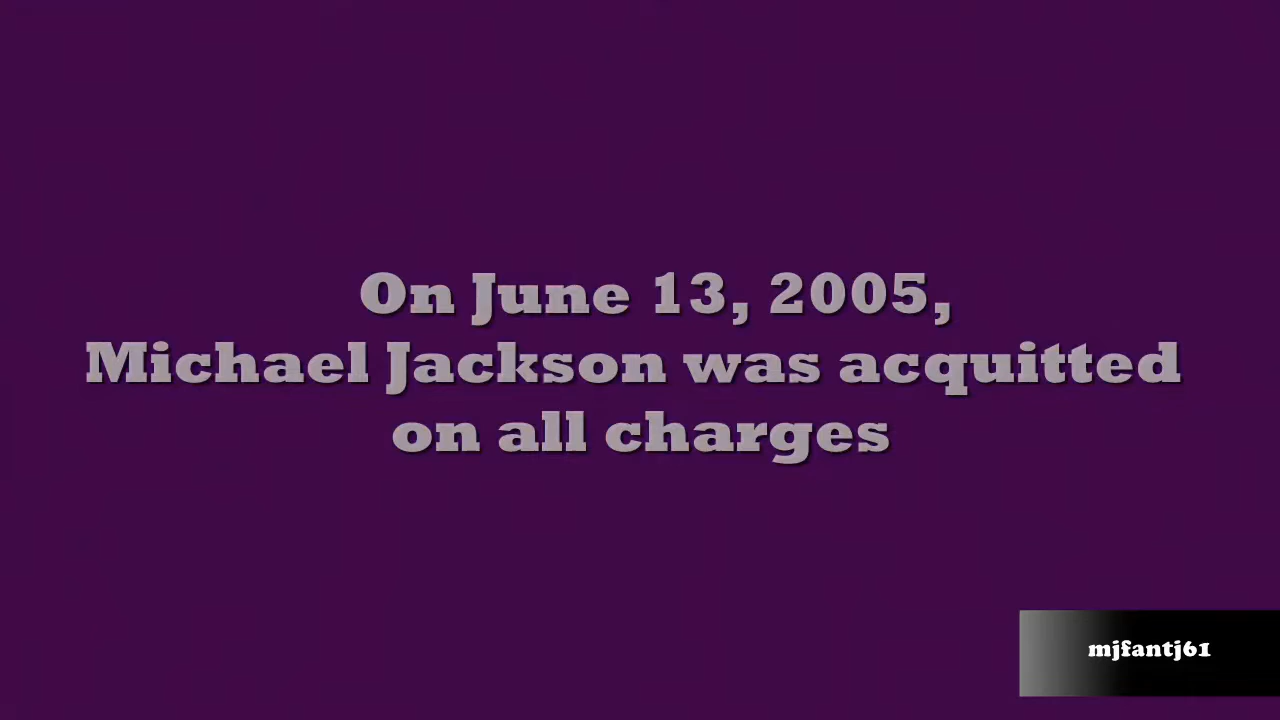 On June 13, 2005,
Michael Jackson was acquitted
on all charges
mjfantj61